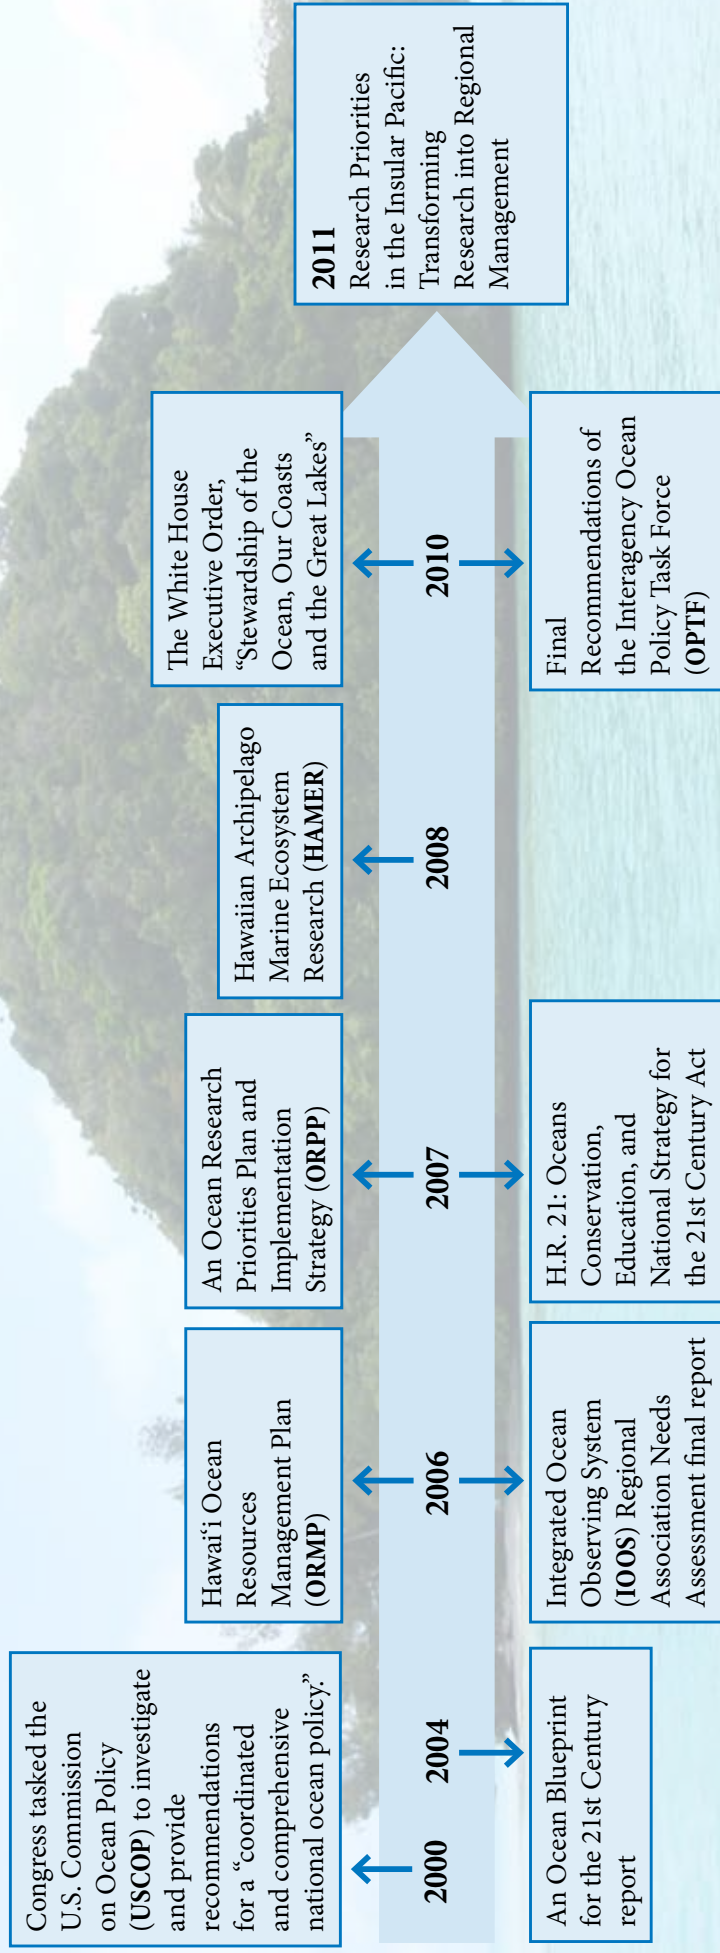 Congress tasked the
U.S. Commission
on Ocean Policy
(USCOP) to investigate
and provide
recommendations
for a “coordinated
and comprehensive
national ocean policy.”
2000
2004
An Ocean Blueprint
for the 21st Century
report
Hawai‘i Ocean
Resources
Management Plan
(ORMP)
2006
Integrated Ocean
Observing System
(IOOS) Regional
Association Needs
Assessment final report
An Ocean Research
Priorities Plan and
Implementation
Strategy (ORPP)
2007
H.R. 21: Oceans
Conservation,
Education, and
National Strategy for
the 21st Century Act
Hawaiian Archipelago
Marine Ecosystem
Research (HAMER)
2008
The White House
Executive Order,
“Stewardship of the
Ocean, Our Coasts
and the Great Lakes”
2010
Final
Recommendations of
the Interagency Ocean
Policy Task Force
(OPTF)
2011
Research Priorities
in the Insular Pacific:
Transforming
Research into Regional
Management